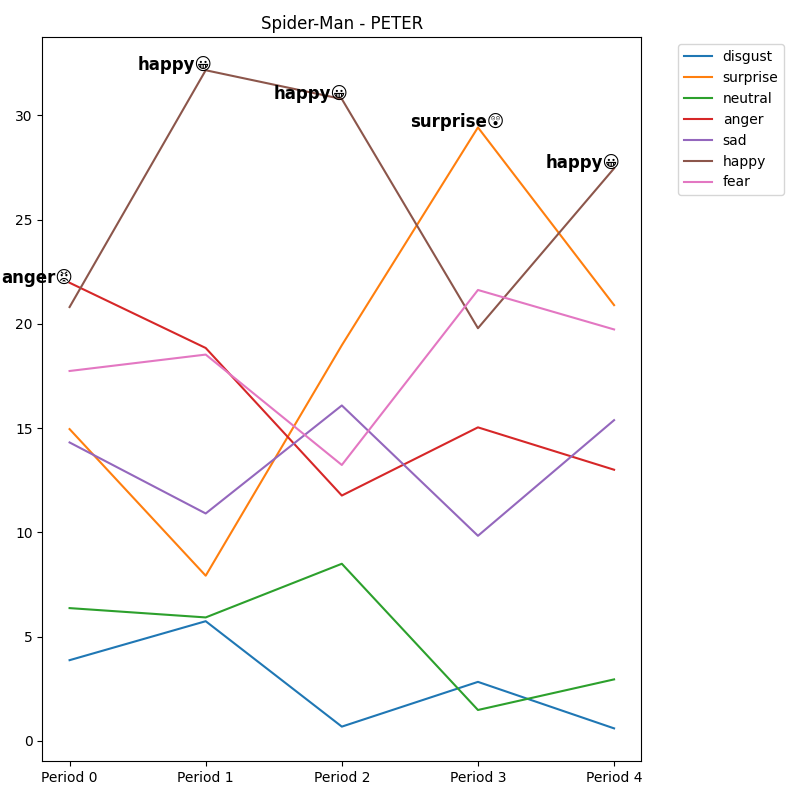 Spider-Man - PETER
happy😀
happy😀
surprise😲
happy😀
anger😠
30
25
20
15
10
5
0
Period 0
Period 1
Period 2
Period 3
Period 4
disgust
surprise
neutral
anger
sad
happy
fear